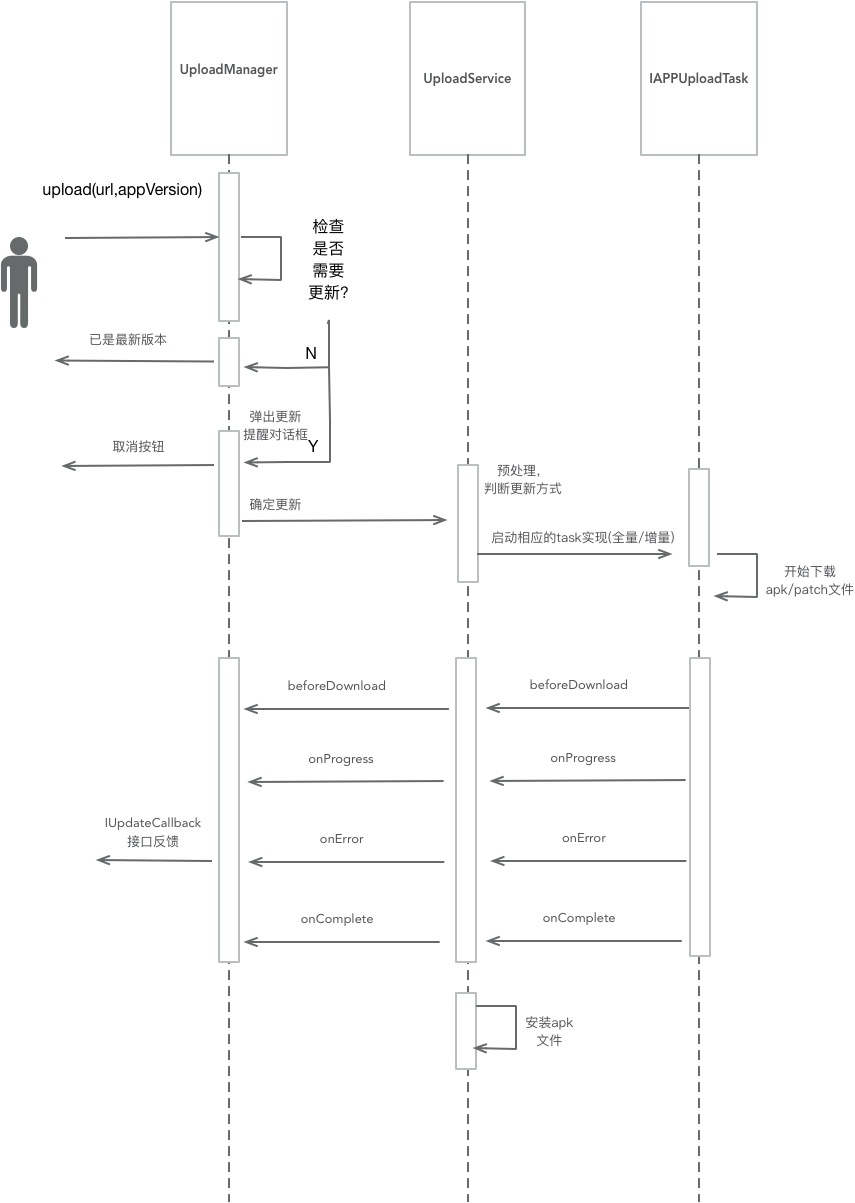 UploadManager
UploadService
IAPPUploadTask
upload(url,appVersion)
检查
是否
需要
更新?
已是最新版本
N
弹出更新
提醒对话框
Y
取消按钮
预处理，
判断更新方式
确定更新
启动相应的task实现(全量/增量)
开始下载
apk/patch文件
beforeDownload
beforeDownload
onProgress
onProgress
IUpdateCallback
接口反馈
onError
onError
onComplete
onComplete
安装apk
文件